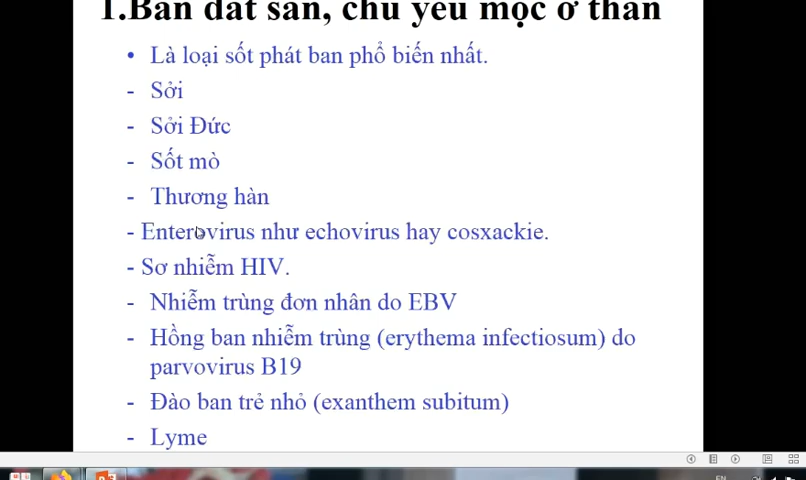 1.Ban dát sẩn, chủ yếu mọc ở thân
• Là loại sốt phát ban phổ biến nhất.
- Sởi
- Sởi Đức
- Sốt mò
- Thương hàn
- Enterovirus như echovirus hay cosxackie.
- Sơ nhiễm HIV.
- Nhiễm trùng đơn nhân do EBV
- Hồng ban nhiễm trùng (erythema infectiosum) do
parvovirus B19
- Đào ban trẻ nhỏ (exanthem subitum)
- Lyme
EN